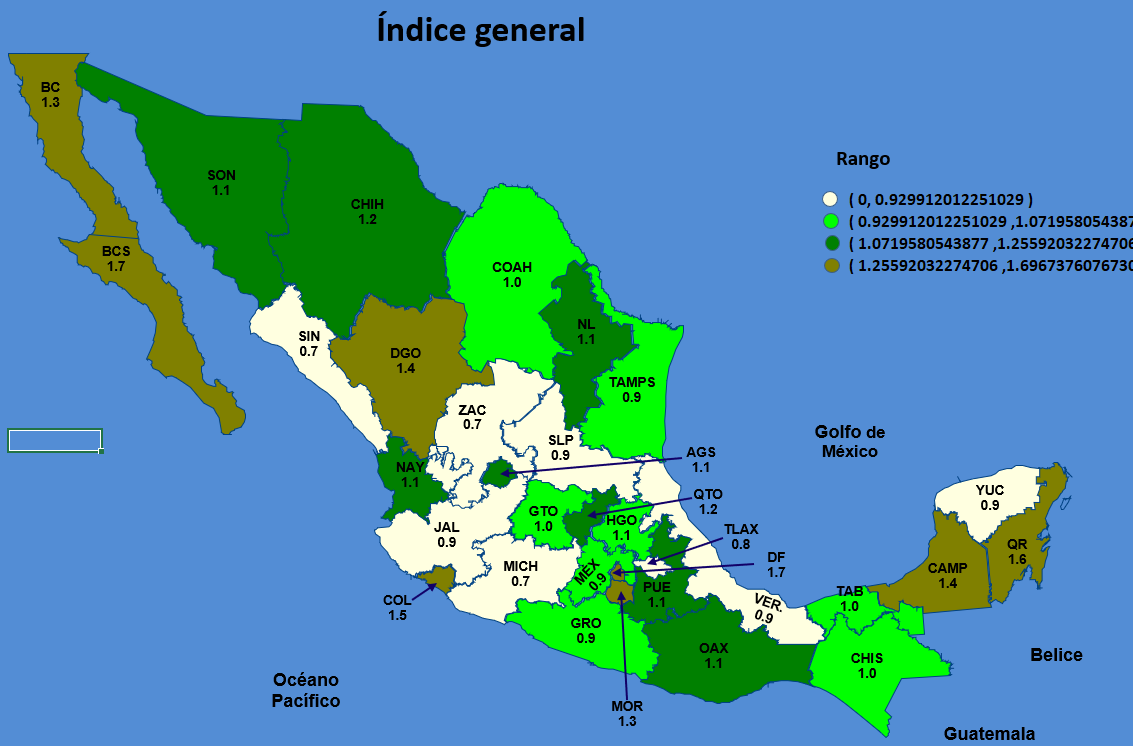 Índice general
BC
1.3
SON
1.1
CHIH
1.2
Rango
( 0, 0.929912012251029 )
( 0.929912012251029 ,1.071958054387
( 1.0719580543877 ,1.25592032274706
( 1.25592032274706 ,1.6967376076730
BCS
1.7
COAH
1.0
SIN
0.7
NL
1.1
DGO
1.4
TAMPS
0.9
ZAC
0.7
SLP
0.9
Golfo de
México
AGS
1.1
NAY
1.1
QTO
1.2
YUC
0.9
GTO
1.0
HGO
1.1
JAL
0.9
TLAX
0.8
QR
1.6
DF
1.7
MICH
0.7
MÉX
0.9
CAMP
1.4
PUE
1.1
TAB
1.0
COL
1.5
VER.
0.9
GRO
0.9
OAX
1.1
CHIS
1.0
Belice
Océano
Pacífico
MOR
1.3
Guatemala